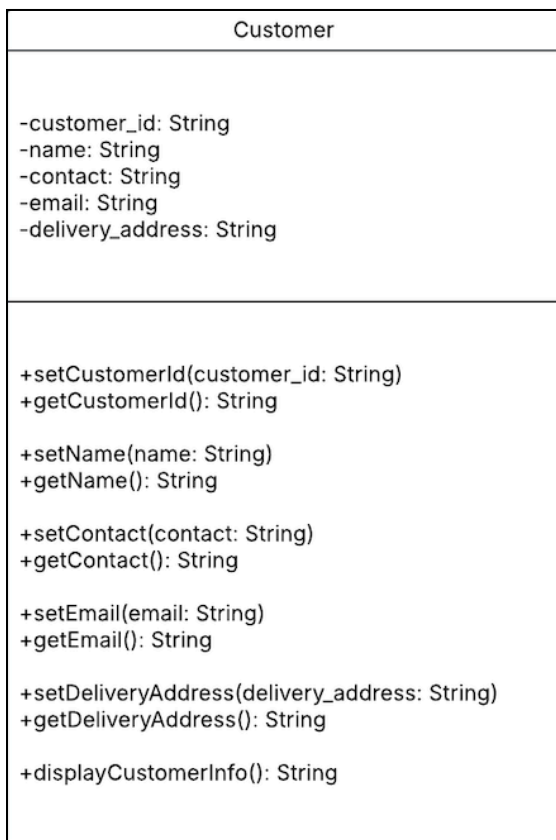 Customer
-customer_id: String
-name: String
-contact: String
-email: String
-delivery_address: String
+setCustomerId(customer_id: String)
+getCustomerId(): String
+setName(name: String)
+getName(): String
+setContact(contact: String)
+getContact(): String
+setEmail(email: String)
+getEmail(): String
+setDeliveryAddress(delivery_address: String)
+getDeliveryAddress(): String
+displayCustomerInfo(): String